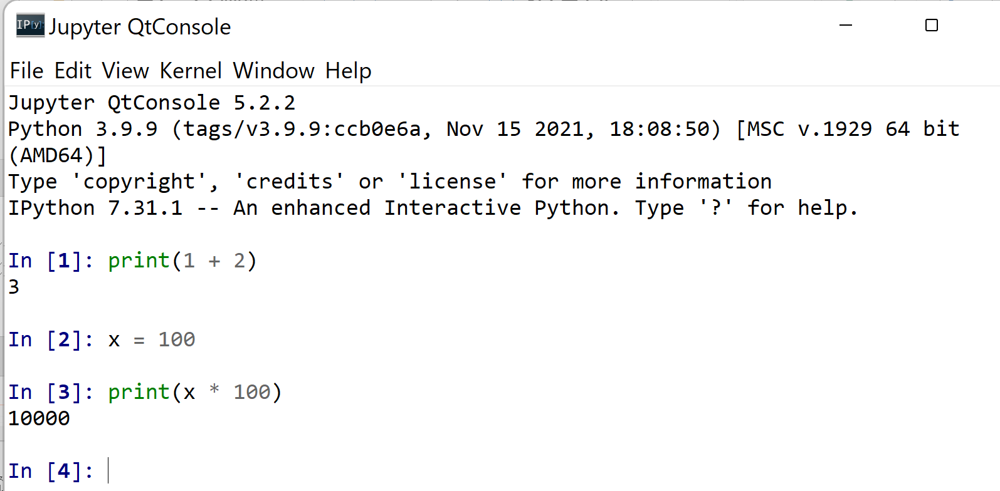 IP[y]: Jupyter QtConsole
File Edit View Kernel Window Help
Jupyter QtConsole 5.2.2
Python 3.9.9 (tags/v3.9.9:ccb0e6a, Nov 15 2021, 18:08:50) [MSC v.1929 64 bit
(AMD64)]
Type 'copyright', 'credits' or 'license' for more information
IPython 7.31.1 -- An enhanced Interactive Python. Type '?' for help.
In [1]: print(1 + 2)
3
In [2]: x = 100
In [3]: print(x * 100)
10000
In [4]: